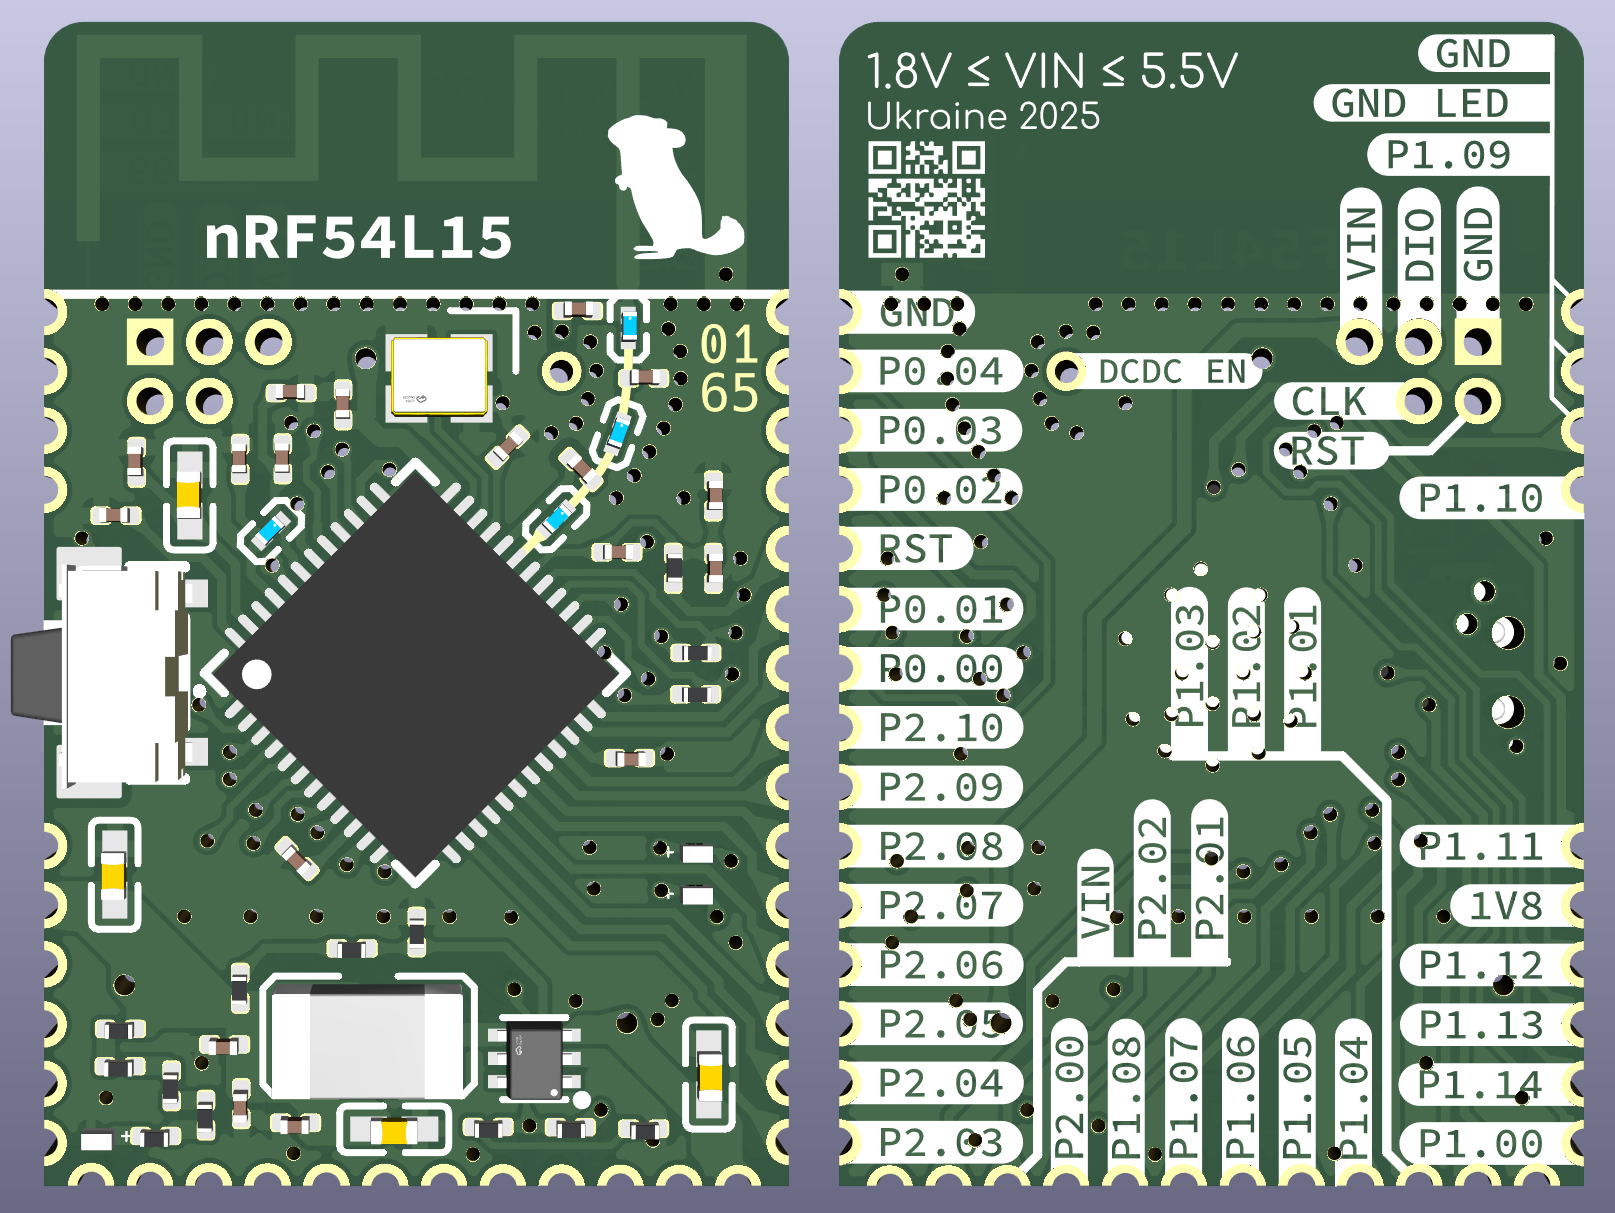 nRF54L15
01
65
1.8V ≤ VIN ≤ 5.5V
Ukraine 2025
GND
GND LED
P1.09
VIN
DIO
GND
GND
P0.04
DCDC EN
CLK
P0.03
RST
P0.02
P1.10
RST
P0.01
P0.00
P1.03
P1.02
P1.01
P2.10
P2.09
P2.08
P1.11
VIN
P2.02
P2.01
P2.07
1V8
P2.06
P1.12
P2.05
P1.13
P2.00
P1.08
P1.07
P1.06
P1.05
P1.04
P2.04
P1.14
P2.03
P1.00